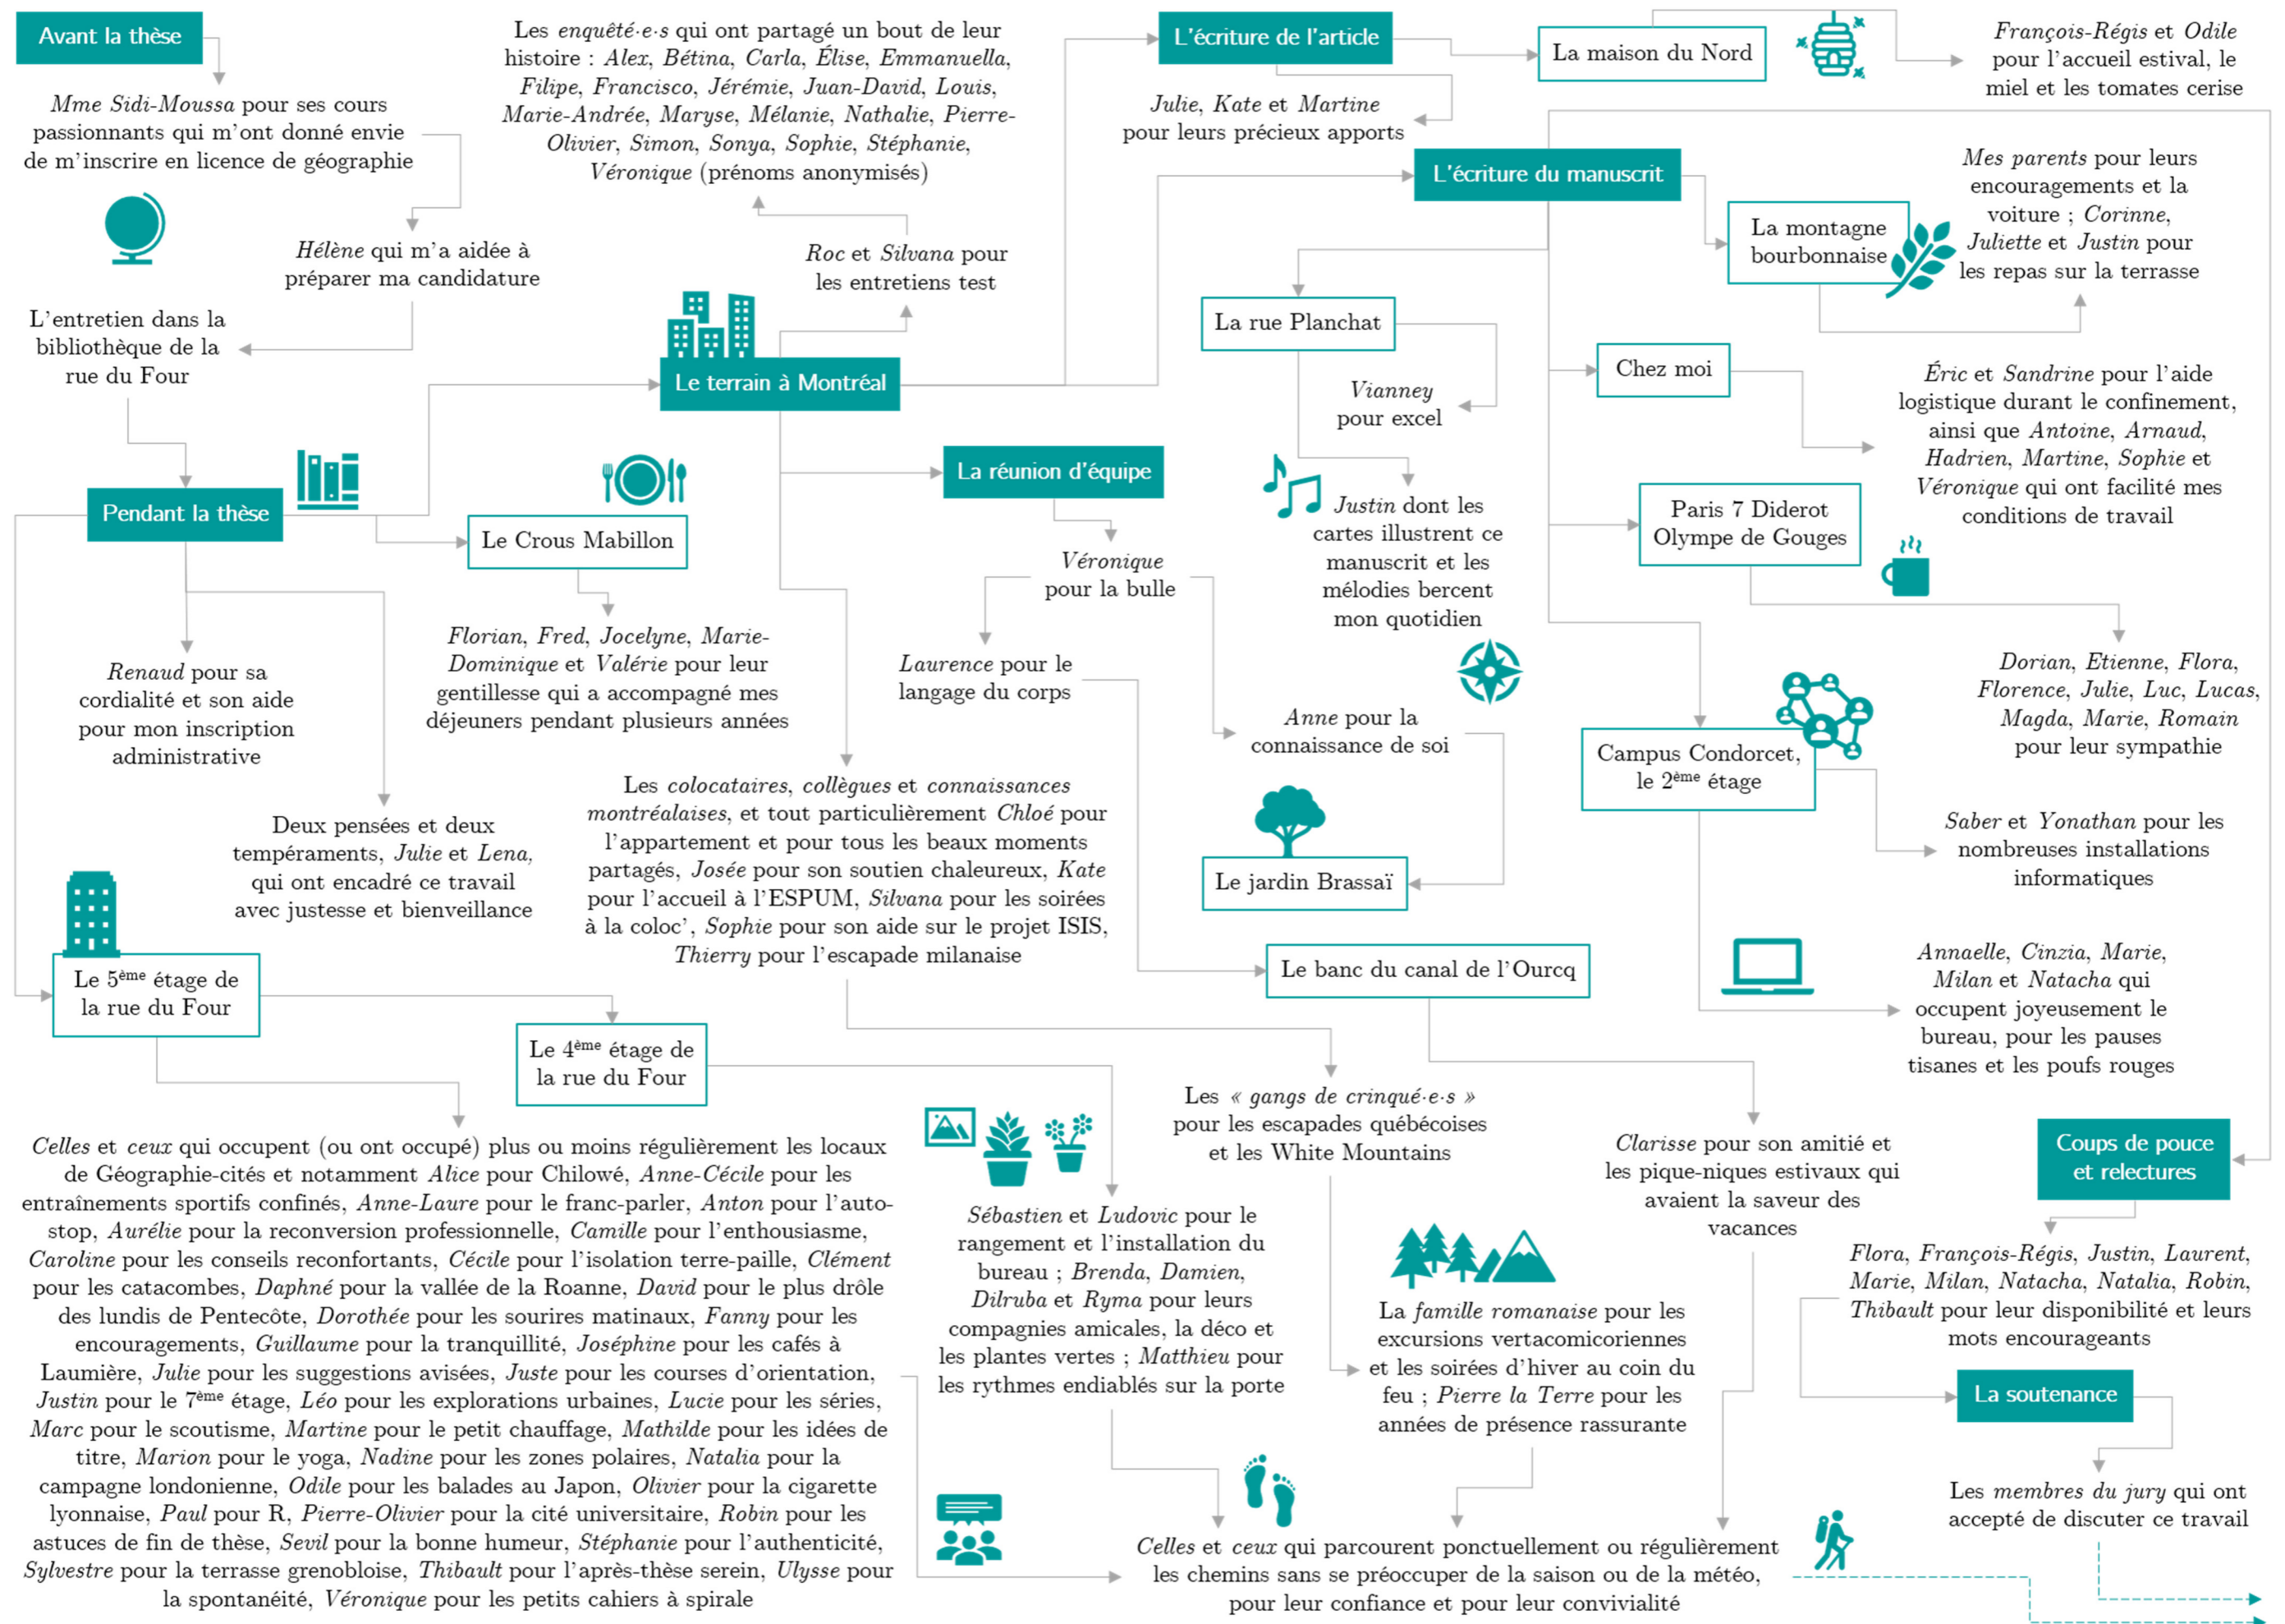 Avant la thèse
Mme Sidi-Moussa pour ses cours
passionnants qui m'ont donné envie
de m'inscrire en licence de géographie
Hélène qui m'a aidée à
préparer ma candidature
L'entretien dans la
bibliothèque de la
rue du Four
Pendant la thèse
Renaud pour sa
cordialité et son aide
pour mon inscription
administrative
Deux pensées et deux
tempéraments, Julie et Lena,
qui ont encadré ce travail
avec justesse et bienveillance
Le Crous Mabillon
Florian, Fred, Jocelyne, Marie-
Dominique et Valérie pour leur
gentillesse qui a accompagné mes
déjeuners pendant plusieurs années
Le 5ème étage de
la rue du Four
Le 4ème étage de
la rue du Four
Celles et ceux qui occupent (ou ont occupé) plus ou moins régulièrement les locaux
de Géographie-cités et notamment Alice pour Chilowé, Anne-Cécile pour les
entraînements sportifs confinés, Anne-Laure pour le franc-parler, Anton pour l'auto-
stop, Aurélie pour la reconversion professionnelle, Camille pour l'enthousiasme,
Caroline pour les conseils reconfortants, Cécile pour l'isolation terre-paille, Clément
pour les catacombes, Daphné pour la vallée de la Roanne, David pour le plus drôle
des lundis de Pentecôte, Dorothée pour les sourires matinaux, Fanny pour les
encouragements, Guillaume pour la tranquillité, Joséphine pour les cafés à
Laumière, Julie pour les suggestions avisées, Juste pour les courses d'orientation,
Justin pour le 7ème étage, Léo pour les explorations urbaines, Lucie pour les séries,
Marc pour le scoutisme, Martine pour le petit chauffage, Mathilde pour les idées de
titre, Marion pour le yoga, Nadine pour les zones polaires, Natalia pour la
campagne londonienne, Odile pour les balades au Japon, Olivier pour la cigarette
lyonnaise, Paul pour R, Pierre-Olivier pour la cité universitaire, Robin pour les
astuces de fin de thèse, Sevil pour la bonne humeur, Stéphanie pour l'authenticité,
Sylvestre pour la terrasse grenobloise, Thibault pour l'après-thèse serein, Ulysse pour
la spontanéité, Véronique pour les petits cahiers à spirale
Les enquêté·e·s qui ont partagé un bout de leur
histoire : Alex, Bétina, Carla, Élise, Emmanuella,
Filipe, Francisco, Jérémie, Juan-David, Louis,
Marie-Andrée, Maryse, Mélanie, Nathalie, Pierre-
Olivier, Simon, Sonya, Sophie, Stéphanie,
Véronique (prénoms anonymisés)
Roc et Silvana pour
les entretiens test
Le terrain à Montréal
La réunion d'équipe
Véronique
pour la bulle
Laurence pour le
langage du corps
Anne pour la
connaissance de soi
Le jardin Brassaï
Les colocataires, collègues et connaissances
montréalaises, et tout particulièrement Chloé pour
l'appartement et pour tous les beaux moments
partagés, Josée pour son soutien chaleureux, Kate
pour l'accueil à l'ESPUM, Silvana pour les soirées
à la coloc', Sophie pour son aide sur le projet ISIS,
Thierry pour l'escapade milanaise
Le banc du canal de l'Ourcq
Sébastien et Ludovic pour le
rangement et l'installation du
bureau ; Brenda, Damien,
Dilruba et Ryma pour leurs
compagnies amicales, la déco et
les plantes vertes ; Matthieu pour
les rythmes endiablés sur la porte
Les « gangs de crinqué·e·s »
pour les escapades québécoises
et les White Mountains
La famille romanaise pour les
excursions vertacomicoriennes
et les soirées d'hiver au coin du
feu ; Pierre la Terre pour les
années de présence rassurante
Clarisse pour son amitié et
les pique-niques estivaux qui
avaient la saveur des
vacances
Celles et ceux qui parcourent ponctuellement ou régulièrement
les chemins sans se préoccuper de la saison ou de la météo,
pour leur confiance et pour leur convivialité
L'écriture de l'article
Julie, Kate et Martine
pour leurs précieux apports
La maison du Nord
François-Régis et Odile
pour l'accueil estival, le
miel et les tomates cerise
L'écriture du manuscrit
La montagne
bourbonnaise
Mes parents pour leurs
encouragements et la
voiture ; Corinne,
Juliette et Justin pour
les repas sur la terrasse
La rue Planchat
Vianney
pour excel
Justin dont les
cartes illustrent ce
manuscrit et les
mélodies bercent
mon quotidien
Chez moi
Éric et Sandrine pour l'aide
logistique durant le confinement,
ainsi que Antoine, Arnaud,
Hadrien, Martine, Sophie et
Véronique qui ont facilité mes
conditions de travail
Paris 7 Diderot
Olympe de Gouges
Dorian, Etienne, Flora,
Florence, Julie, Luc, Lucas,
Magda, Marie, Romain
pour leur sympathie
Campus Condorcet,
le 2ème étage
Saber et Yonathan pour les
nombreuses installations
informatiques
Annaelle, Cinzia, Marie,
Milan et Natacha qui
occupent joyeusement le
bureau, pour les pauses
tisanes et les poufs rouges
Coups de pouce
et relectures
Flora, François-Régis, Justin, Laurent,
Marie, Milan, Natacha, Natalia, Robin,
Thibault pour leur disponibilité et leurs
mots encourageants
La soutenance
Les membres du jury qui ont
accepté de discuter ce travail